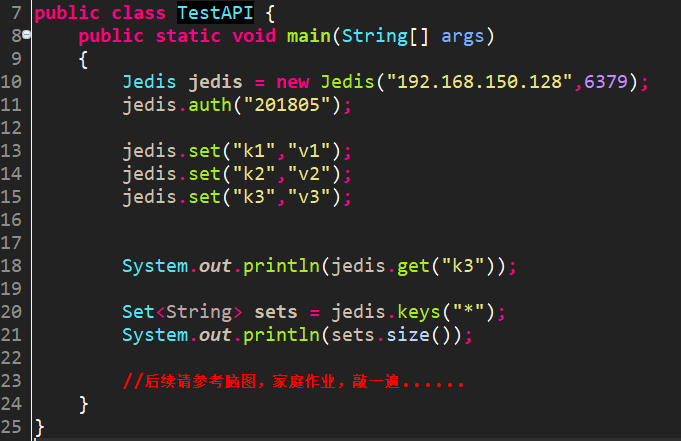 7 public class TestAPI {
8 public static void main(String[] args)
9 {
10 Jedis jedis = new Jedis("192.168.150.128",6379);
11 jedis.auth("201805");
12
13 jedis.set("k1","v1");
14 jedis.set("k2","v2");
15 jedis.set("k3","v3");
16
17
18 System.out.println(jedis.get("k3"));
19
20 Set<String> sets = jedis.keys("*");
21 System.out.println(sets.size());
22
23 //后续请参考脑图，家庭作业，敲一遍......
24 }
25 }